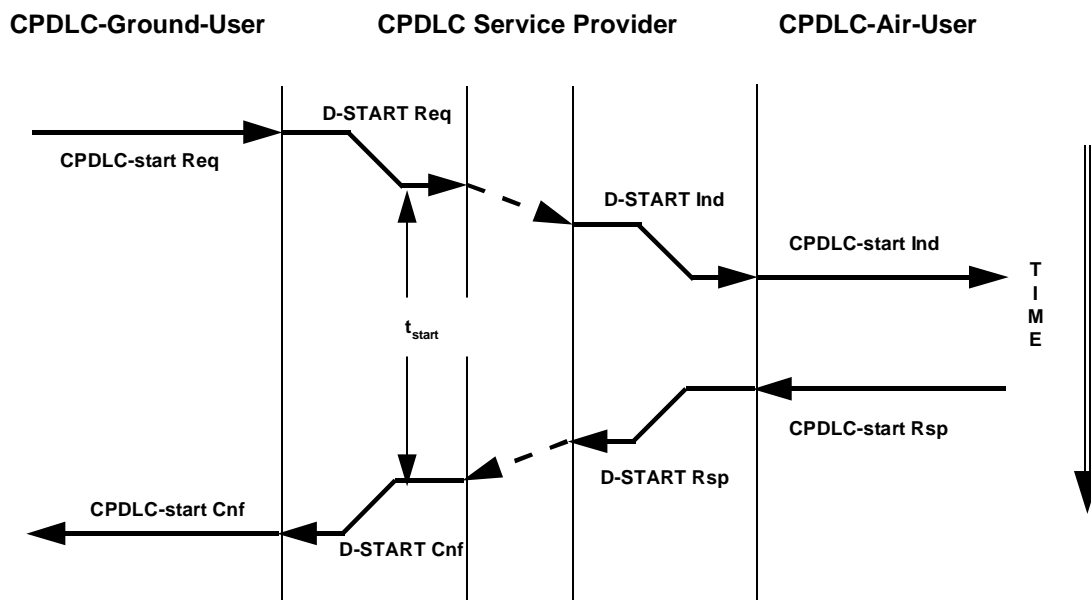 CPDLC-Ground-User
CPDLC Service Provider
CPDLC-Air-User
D-START Req
CPDLC-start Req
D-START Ind
CPDLC-start Ind
T
I
M
E
tstart
CPDLC-start Rsp
D-START Rsp
CPDLC-start Cnf
D-START Cnf